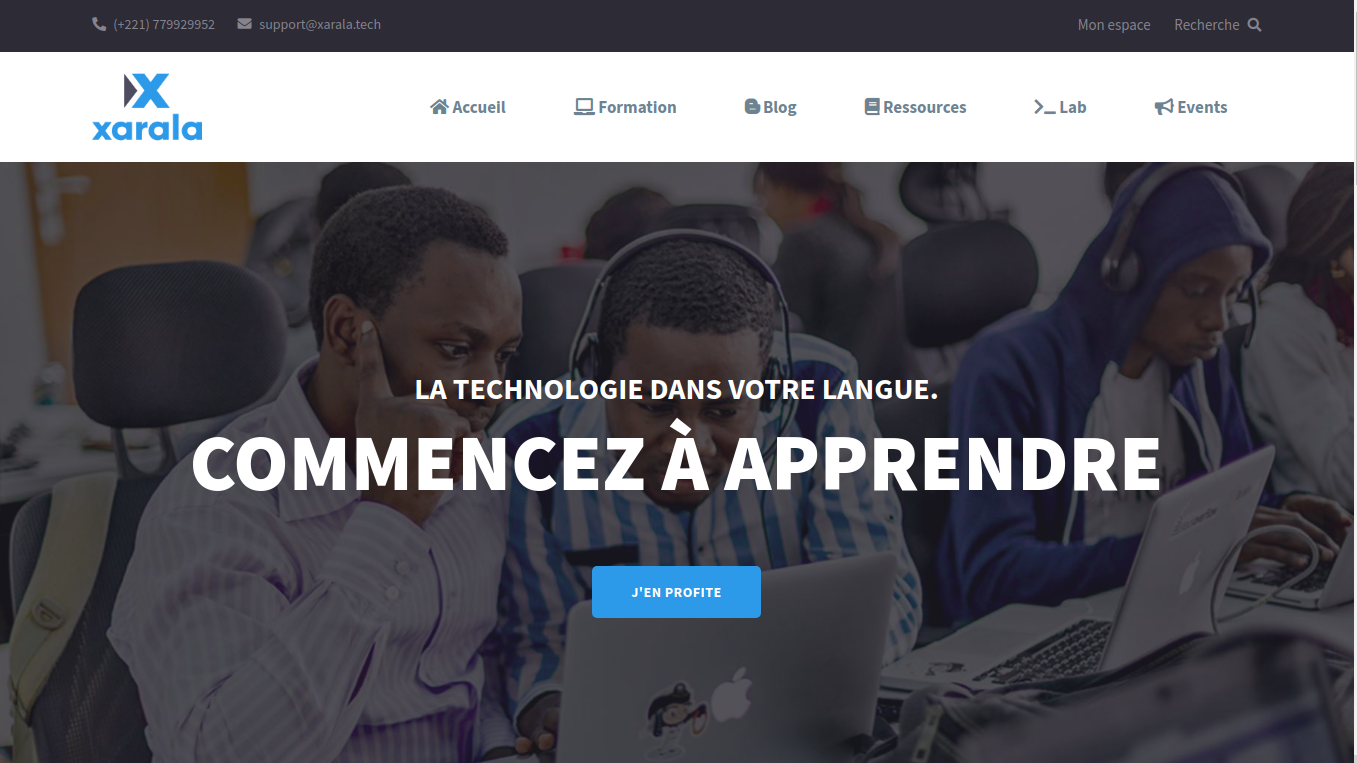 (+221) 779929952 support@xarala.tech Mon espace Recherche
xarala
Accueil Formation Blog Ressources Lab Events
LA TECHNOLOGIE DANS VOTRE LANGUE.
COMMENCEZ À APPRENDRE
J'EN PROFITE